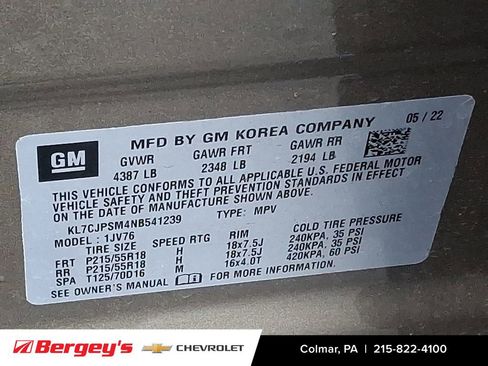 GM
MFD BY GM KOREA COMPANY 05 / 22
GVWR GAWR FRT GAWR RR
4387 LB 2348 LB 2194 LB
THIS VEHICLE CONFORMS TO ALL APPLICABLE U.S. FEDERAL MOTOR
VEHICLE SAFETY AND THEFT PREVENTION STANDARDS IN EFFECT
ON THE DATE OF MANUFACTURE SHOWN ABOVE.
KL7CJPSM4NB541239 TYPE: MPV
MODEL: 1JV76
TIRE SIZE SPEED RTG RIM COLD TIRE PRESSURE
FRT P215/55R18 H 18x7.5J 240KPA, 35 PSI
RR P215/55R18 H 18x7.5J 240KPA, 35 PSI
SPA T125/70D16 M 16x4.0T 420KPA, 60 PSI
SEE OWNER'S MANUAL FOR ADDITIONAL INFORMATION.
Bergey's CHEVROLET Colmar, PA | 215-822-4100